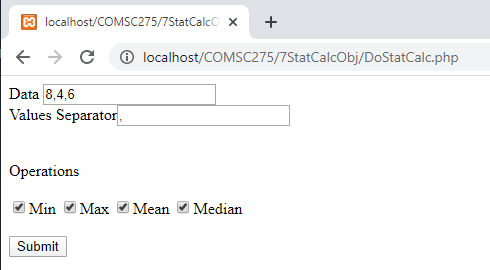 localhost/COMSC275/7StatCalcO
localhost/COMSC275/7StatCalcObj/DoStatCalc.php
Data 8,4,6
Values Separator,
Operations
Min Max Mean Median
Submit